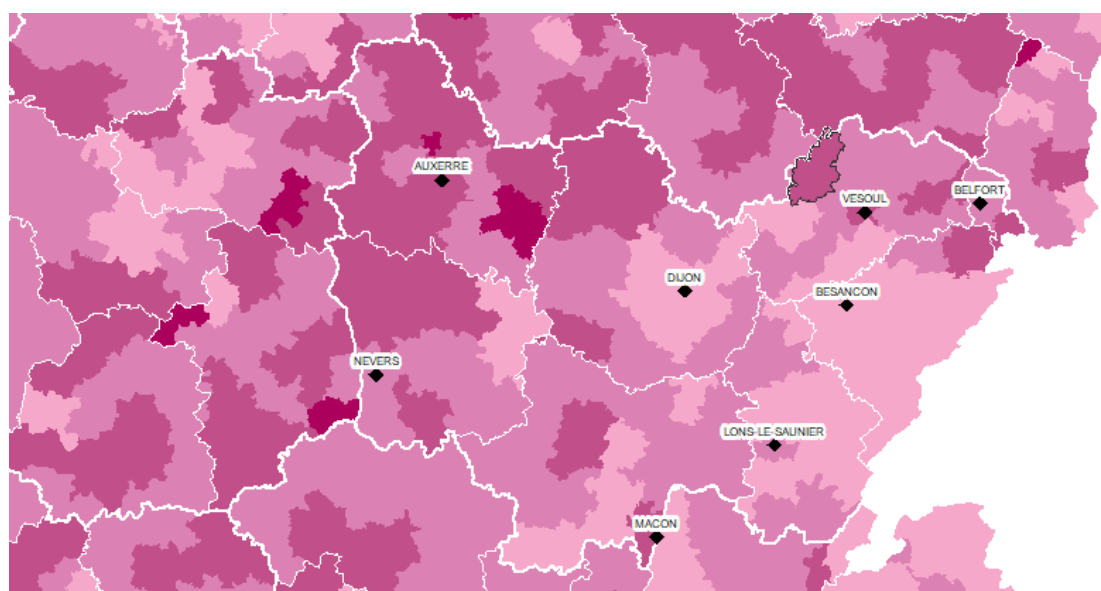 AUXERRE
BELFORT
VESOUL
DIJON
BESANCON
NEVERS
LONS-LE-SAUNIER
MACON